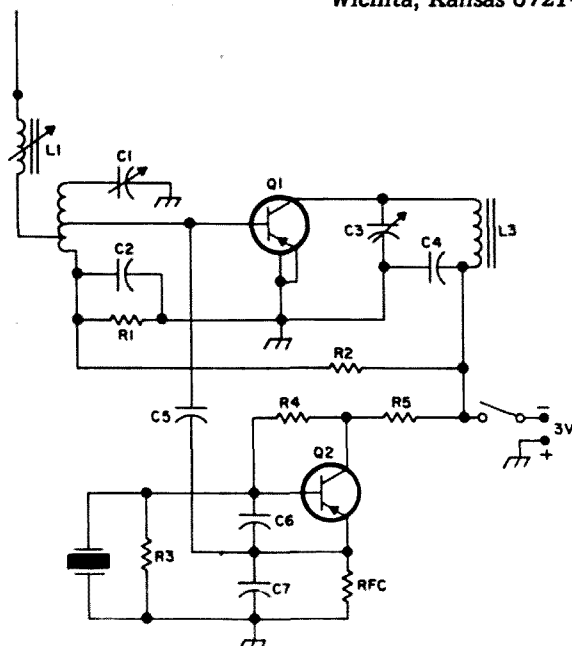 Wichita, Kansas 6721
L1
C1
Q1
C3
C4
L3
C2
R1
R2
C5
R4
R5
−
3V
+
Q2
C6
R3
C7
RFC